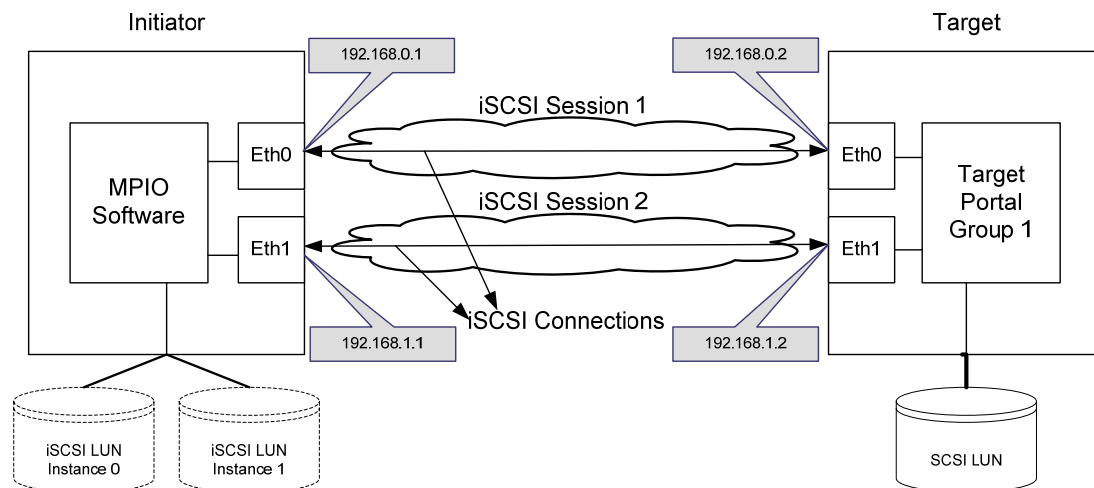 Initiator
Target
192.168.0.1
192.168.0.2
iSCSI Session 1
MPIO
Software
Eth0
Eth0
Target
Portal
Group 1
iSCSI Session 2
Eth1
Eth1
iSCSI Connections
192.168.1.1
192.168.1.2
iSCSI LUN
Instance 0
iSCSI LUN
Instance 1
SCSI LUN